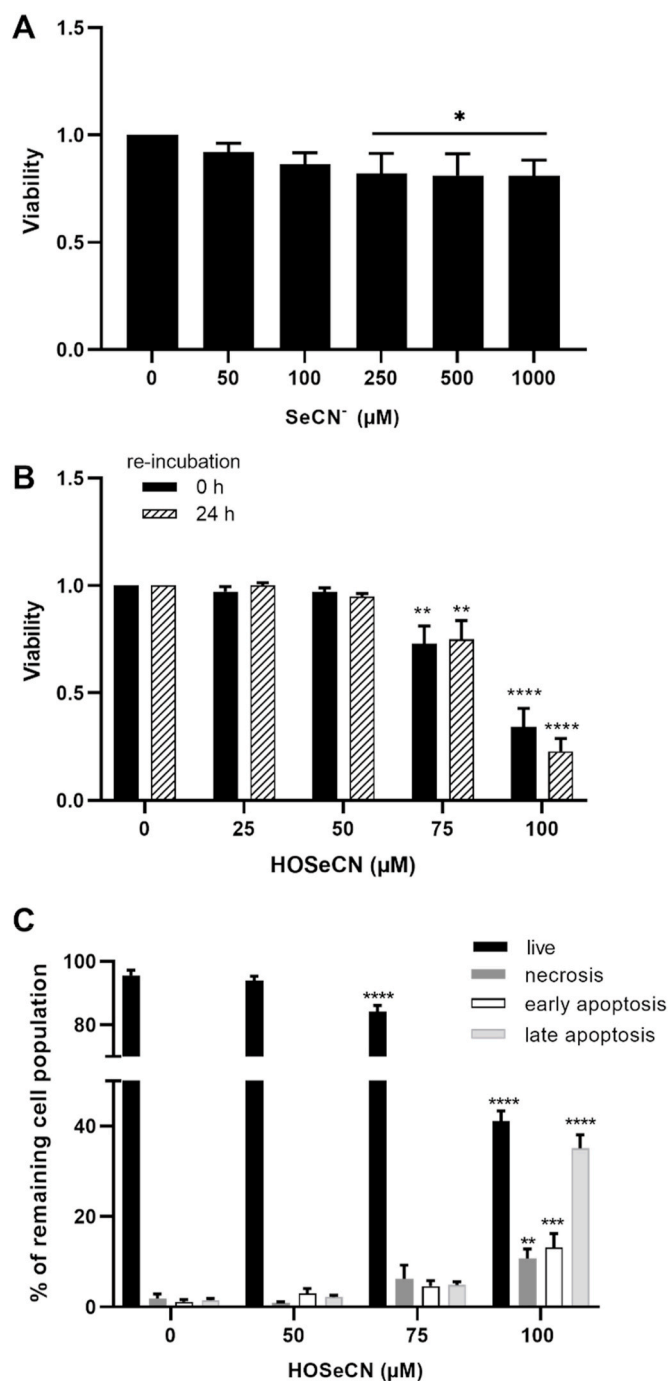 A
1.5
1.0
0.5
0.0
Viability
*
0 50 100 250 500 1000
SeCN⁻ (µM)
B
re-incubation
0 h
24 h
1.5
1.0
0.5
0.0
Viability
** **
**** ****
0 25 50 75 100
HOSeCN (µM)
C
live
necrosis
early apoptosis
late apoptosis
100
80
40
20
0
% of remaining cell population
****
**** ** *** ****
0 50 75 100
HOSeCN (µM)